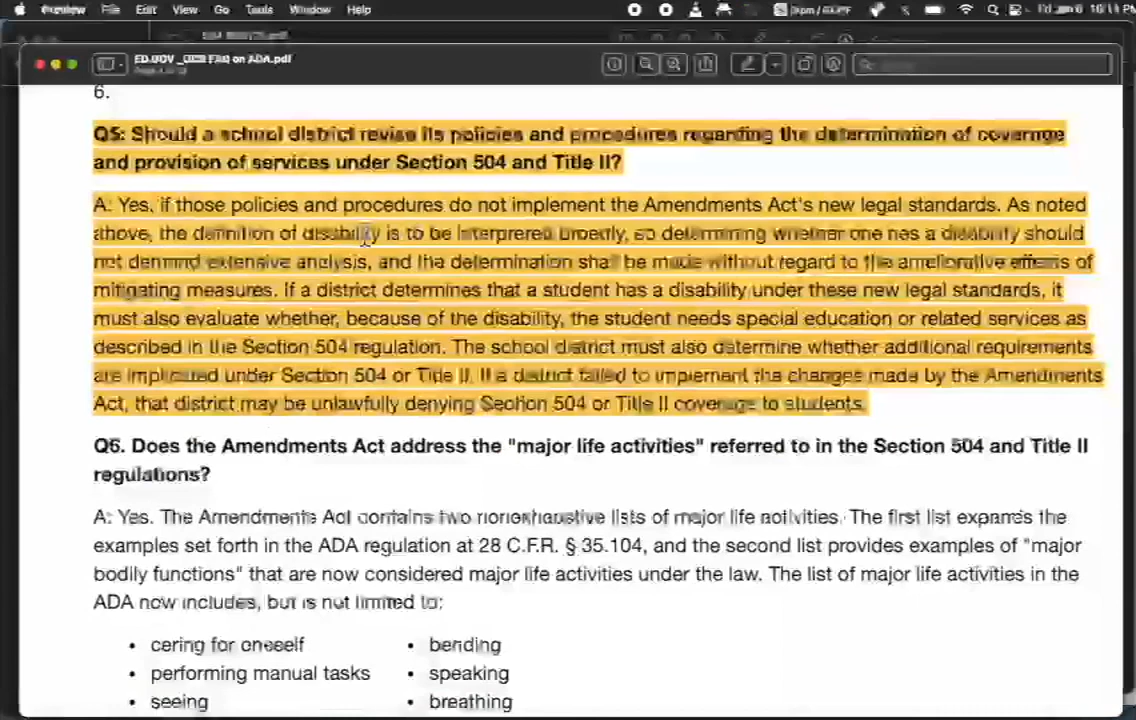 Preview File Edit View Go Tools Window Help
ED.GOV _OCR FAQ on ADA.pdf
6.
Q5: Should a school district revise its policies and procedures regarding the determination of coverage
and provision of services under Section 504 and Title II?
A: Yes, if those policies and procedures do not implement the Amendments Act's new legal standards. As noted
above, the definition of disability is to be interpreted broadly, so determining whether one has a disability should
not demand extensive analysis, and the determination shall be made without regard to the ameliorative effects of
mitigating measures. If a district determines that a student has a disability under these new legal standards, it
must also evaluate whether, because of the disability, the student needs special education or related services as
described in the Section 504 regulation. The school district must also determine whether additional requirements
are implicated under Section 504 or Title II. If a district failed to implement the changes made by the Amendments
Act, that district may be unlawfully denying Section 504 or Title II coverage to students.
Q6. Does the Amendments Act address the "major life activities" referred to in the Section 504 and Title II
regulations?
A: Yes. The Amendments Act contains two nonexhaustive lists of major life activities. The first list expands the
examples set forth in the ADA regulation at 28 C.F.R. § 35.104, and the second list provides examples of "major
bodily functions" that are now considered major life activities under the law. The list of major life activities in the
ADA now includes, but is not limited to:
• caring for oneself
• performing manual tasks
• seeing
• bending
• speaking
• breathing